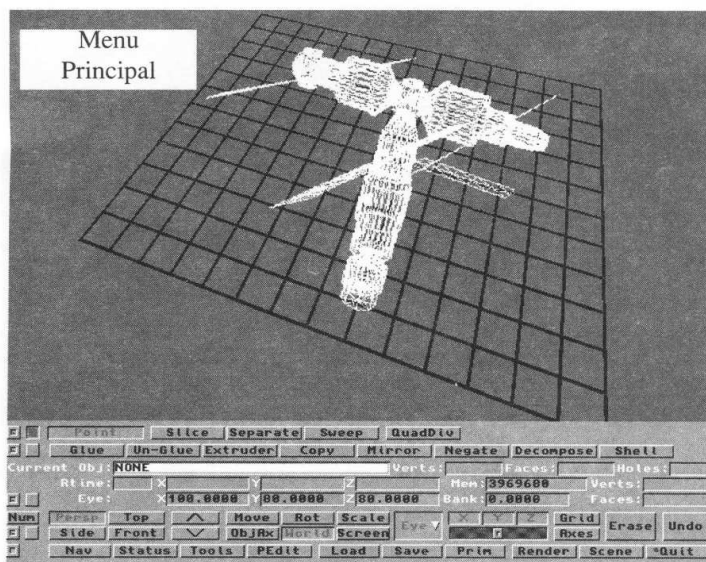 Menu
Principal
F Point Slice Separate Sweep QuadDiv
F Glue Un-Glue Extruder Copy Mirror Negate Decompose Shell
Current Obj: NONE Verts: Faces: Holes:
Rtime: X Y Z Mem: 3969680 Verts:
F Eye: X 100.0000 Y 80.0000 Z 80.0000 Bank: 0.0000 Faces:
Num Persp Top Move Rot Scale Eye X Y Z Grid Erase Undo
F Side Front ObjAx World Screen F Axes
F Nav Status Tools PEdit Load Save Prim Render Scene *Quit